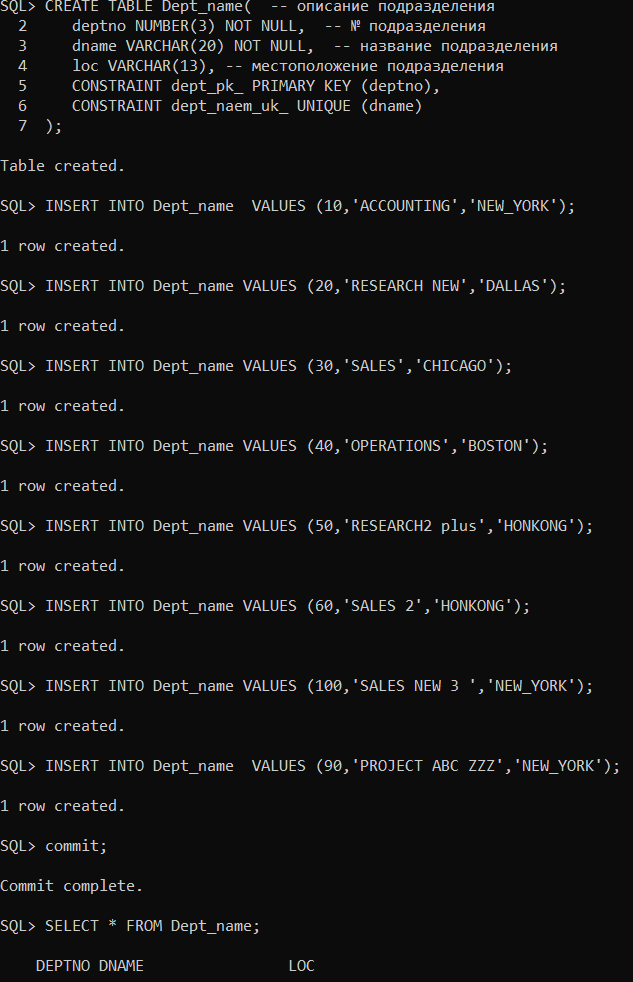 SQL> CREATE TABLE Dept_name(  -- описание подразделения
  2     deptno NUMBER(3) NOT NULL,  -- № подразделения
  3     dname VARCHAR(20) NOT NULL,  -- название подразделения
  4     loc VARCHAR(13), -- местоположение подразделения
  5     CONSTRAINT dept_pk_ PRIMARY KEY (deptno),
  6     CONSTRAINT dept_naem_uk_ UNIQUE (dname)
  7  );
Table created.
SQL> INSERT INTO Dept_name  VALUES (10,'ACCOUNTING','NEW_YORK');
1 row created.
SQL> INSERT INTO Dept_name VALUES (20,'RESEARCH NEW','DALLAS');
1 row created.
SQL> INSERT INTO Dept_name VALUES (30,'SALES','CHICAGO');
1 row created.
SQL> INSERT INTO Dept_name VALUES (40,'OPERATIONS','BOSTON');
1 row created.
SQL> INSERT INTO Dept_name VALUES (50,'RESEARCH2 plus','HONKONG');
1 row created.
SQL> INSERT INTO Dept_name VALUES (60,'SALES 2','HONKONG');
1 row created.
SQL> INSERT INTO Dept_name VALUES (100,'SALES NEW 3 ','NEW_YORK');
1 row created.
SQL> INSERT INTO Dept_name  VALUES (90,'PROJECT ABC ZZZ','NEW_YORK');
1 row created.
SQL> commit;
Commit complete.
SQL> SELECT * FROM Dept_name;
    DEPTNO DNAME                LOC